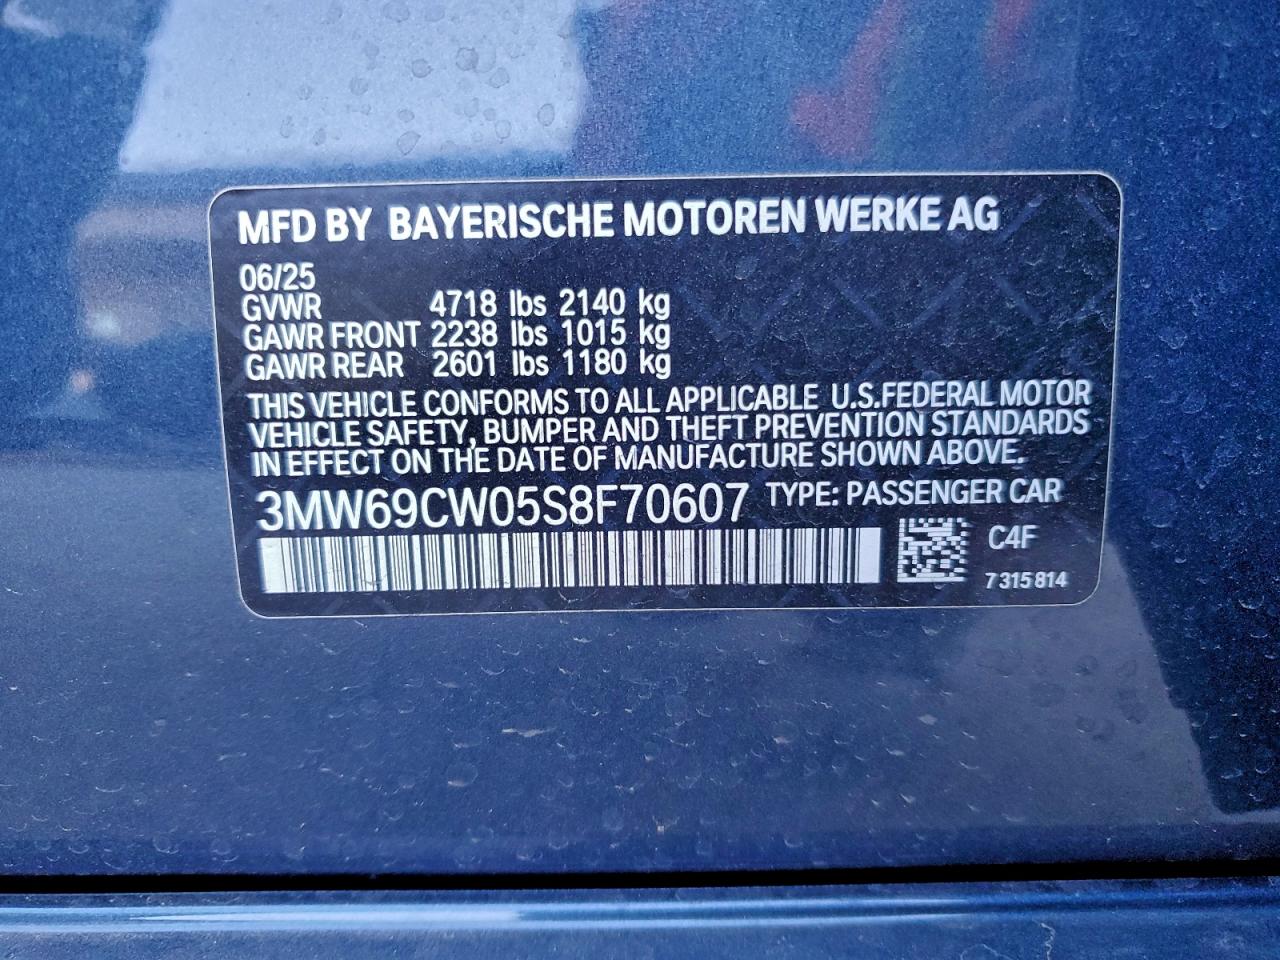 MFD BY BAYERISCHE MOTOREN WERKE AG
06/25
GVWR 4718 lbs 2140 kg
GAWR FRONT 2238 lbs 1015 kg
GAWR REAR 2601 lbs 1180 kg
THIS VEHICLE CONFORMS TO ALL APPLICABLE U.S.FEDERAL MOTOR
VEHICLE SAFETY, BUMPER AND THEFT PREVENTION STANDARDS
IN EFFECT ON THE DATE OF MANUFACTURE SHOWN ABOVE.
3MW69CW05S8F70607 TYPE: PASSENGER CAR
C4F
7 315 814